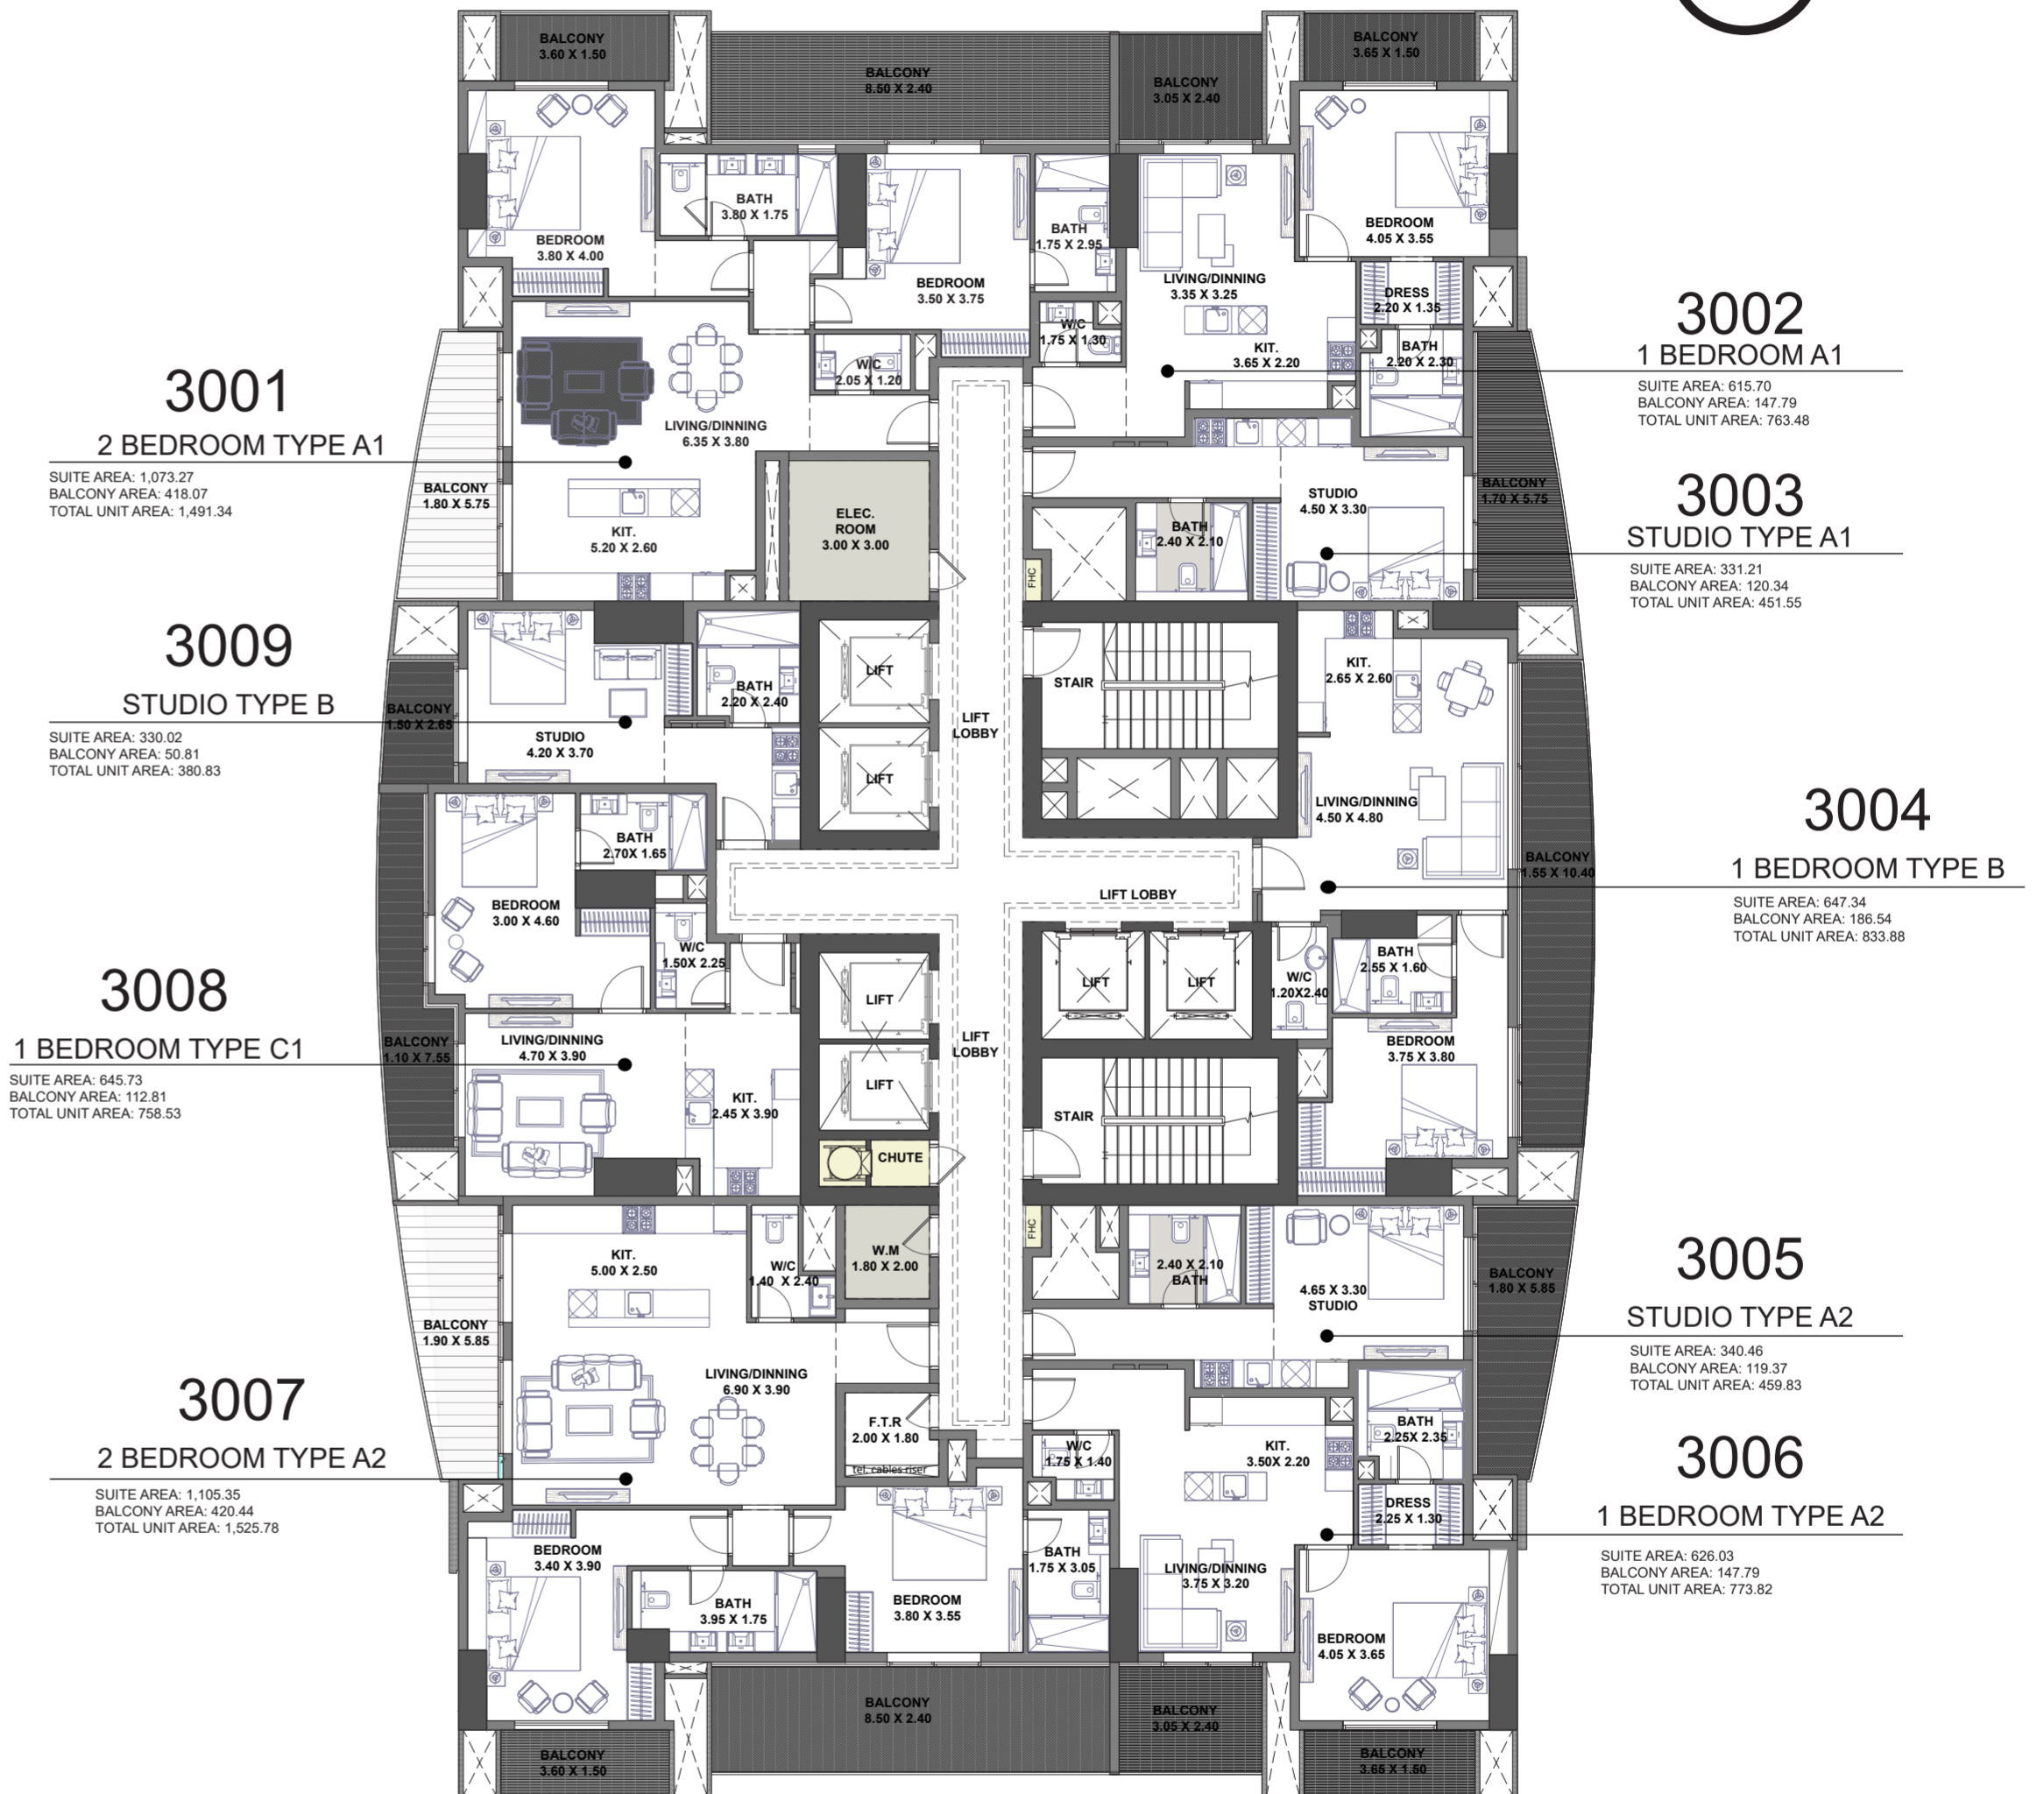 BALCONY
3.60 X 1.50
BALCONY
8.50 X 2.40
BALCONY
3.05 X 2.40
BALCONY
3.65 X 1.50
BATH
3.80 X 1.75
BEDROOM
3.80 X 4.00
BEDROOM
3.50 X 3.75
BATH
1.75 X 2.95
LIVING/DINNING
3.35 X 3.25
BEDROOM
4.05 X 3.55
DRESS
2.20 X 1.35
W/C
1.75 X 1.30
KIT.
3.65 X 2.20
BATH
2.20 X 2.30
W/C
2.05 X 1.20
3002
1 BEDROOM A1
SUITE AREA: 615.70
BALCONY AREA: 147.79
TOTAL UNIT AREA: 763.48
3001
2 BEDROOM TYPE A1
SUITE AREA: 1,073.27
BALCONY AREA: 418.07
TOTAL UNIT AREA: 1,491.34
LIVING/DINNING
6.35 X 3.80
BALCONY
1.80 X 5.75
KIT.
5.20 X 2.60
ELEC.
ROOM
3.00 X 3.00
BATH
2.40 X 2.10
FHC
STUDIO
4.50 X 3.30
BALCONY
1.70 X 5.75
3003
STUDIO TYPE A1
SUITE AREA: 331.21
BALCONY AREA: 120.34
TOTAL UNIT AREA: 451.55
3009
STUDIO TYPE B
SUITE AREA: 330.02
BALCONY AREA: 50.81
TOTAL UNIT AREA: 380.83
BALCONY
1.50 X 2.65
STUDIO
4.20 X 3.70
BATH
2.20 X 2.40
LIFT
LIFT
LIFT
LOBBY
STAIR
KIT.
2.65 X 2.60
LIVING/DINNING
4.50 X 4.80
BALCONY
1.55 X 10.40
3004
1 BEDROOM TYPE B
SUITE AREA: 647.34
BALCONY AREA: 186.54
TOTAL UNIT AREA: 833.88
BATH
2.70X 1.65
BEDROOM
3.00 X 4.60
W/C
1.50X 2.25
LIFT LOBBY
LIFT
LIFT
W/C
1.20X2.40
BATH
2.55 X 1.60
BEDROOM
3.75 X 3.80
3008
1 BEDROOM TYPE C1
SUITE AREA: 645.73
BALCONY AREA: 112.81
TOTAL UNIT AREA: 758.53
BALCONY
1.10 X 7.55
LIVING/DINNING
4.70 X 3.90
KIT.
2.45 X 3.90
LIFT
LIFT
LIFT
LOBBY
STAIR
CHUTE
KIT.
5.00 X 2.50
W/C
1.40 X 2.40
W.M
1.80 X 2.00
FHC
2.40 X 2.10
BATH
4.65 X 3.30
STUDIO
BALCONY
1.80 X 5.85
3005
STUDIO TYPE A2
SUITE AREA: 340.46
BALCONY AREA: 119.37
TOTAL UNIT AREA: 459.83
BALCONY
1.90 X 5.85
LIVING/DINNING
6.90 X 3.90
F.T.R
2.00 X 1.80
tel. cables riser
3007
2 BEDROOM TYPE A2
SUITE AREA: 1,105.35
BALCONY AREA: 420.44
TOTAL UNIT AREA: 1,525.78
W/C
1.75 X 1.40
KIT.
3.50X 2.20
BATH
2.25X 2.35
DRESS
2.25 X 1.30
3006
1 BEDROOM TYPE A2
SUITE AREA: 626.03
BALCONY AREA: 147.79
TOTAL UNIT AREA: 773.82
BEDROOM
3.40 X 3.90
BATH
3.95 X 1.75
BEDROOM
3.80 X 3.55
BATH
1.75 X 3.05
LIVING/DINNING
3.75 X 3.20
BEDROOM
4.05 X 3.65
BALCONY
8.50 X 2.40
BALCONY
3.05 X 2.40
BALCONY
3.60 X 1.50
BALCONY
3.65 X 1.50